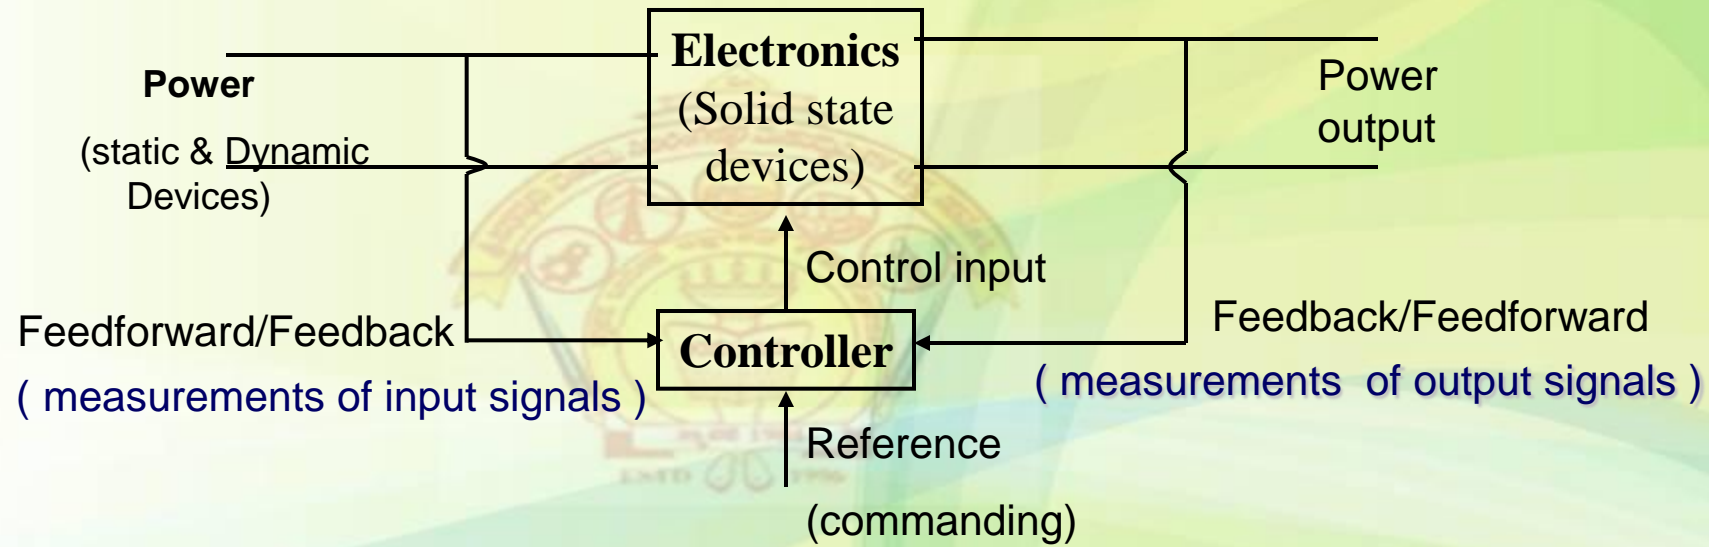 Electronics
(Solid state
devices)
Power
(static & Dynamic
Devices)
Power
output
Control input
Feedforward/Feedback
( measurements of input signals )
Controller
Feedback/Feedforward
( measurements of output signals )
Reference
(commanding)